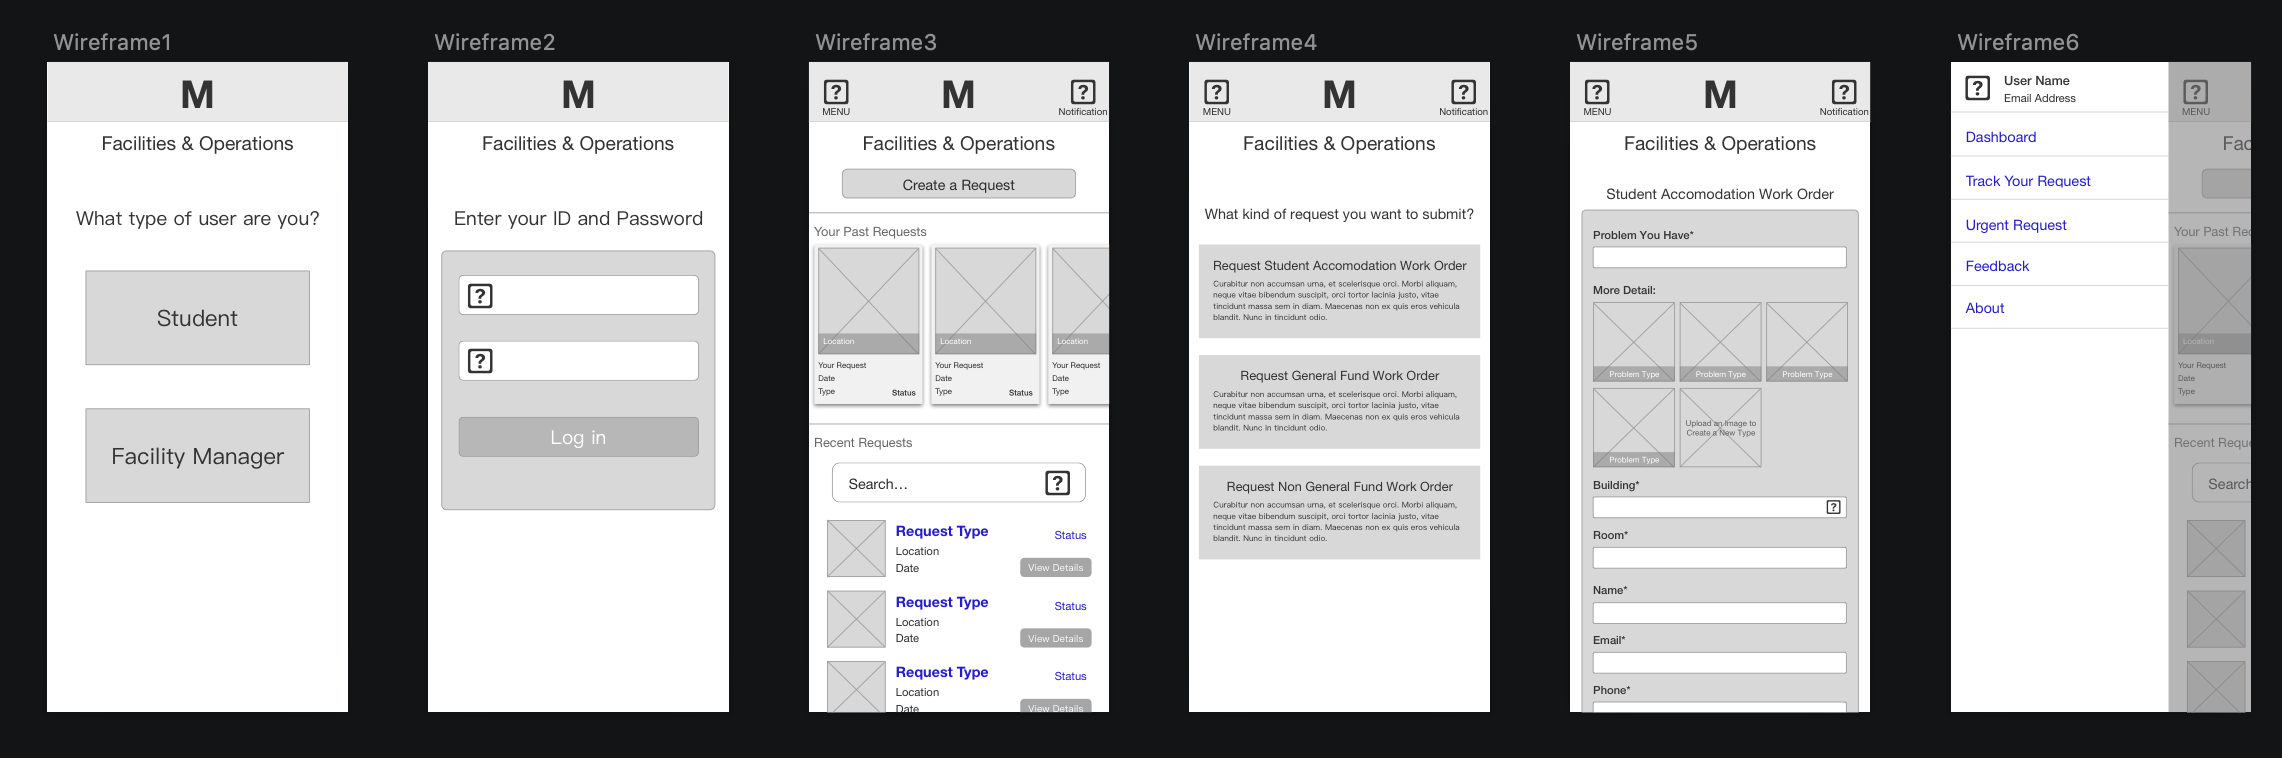 Wireframe1
M
Facilities & Operations
What type of user are you?
Student
Facility Manager
Wireframe2
M
Facilities & Operations
Enter your ID and Password
?
?
Log in
Wireframe3
?
MENU
M
?
Notification
Facilities & Operations
Create a Request
Your Past Requests
Location
Your Request
Date
Type
Status
Location
Your Request
Date
Type
Status
Location
Your Request
Date
Type
Recent Requests
Search...
?
Request Type
Status
Location
Date
View Details
Request Type
Status
Location
Date
View Details
Request Type
Status
Location
Date
View Details
Wireframe4
?
MENU
M
?
Notification
Facilities & Operations
What kind of request you want to submit?
Request Student Accomodation Work Order
Curabitur non accumsan urna, et scelerisque orci. Morbi aliquam,
neque vitae bibendum suscipit, orci tortor lacinia justo, vitae
tincidunt massa sem in diam. Maecenas non ex quis eros vehicula
blandit. Nunc in tincidunt odio.
Request General Fund Work Order
Curabitur non accumsan urna, et scelerisque orci. Morbi aliquam,
neque vitae bibendum suscipit, orci tortor lacinia justo, vitae
tincidunt massa sem in diam. Maecenas non ex quis eros vehicula
blandit. Nunc in tincidunt odio.
Request Non General Fund Work Order
Curabitur non accumsan urna, et scelerisque orci. Morbi aliquam,
neque vitae bibendum suscipit, orci tortor lacinia justo, vitae
tincidunt massa sem in diam. Maecenas non ex quis eros vehicula
blandit. Nunc in tincidunt odio.
Wireframe5
?
MENU
M
?
Notification
Facilities & Operations
Student Accomodation Work Order
Problem You Have*
More Detail:
Problem Type
Problem Type
Problem Type
Problem Type
Upload an Image to
Create a New Type
Building*
?
Room*
Name*
Email*
Phone*
Wireframe6
?
User Name
Email Address
Dashboard
Track Your Request
Urgent Request
Feedback
About
?
MENU
Fac
Your Past Req
Location
Your Request
Date
Type
Recent Reque
Search